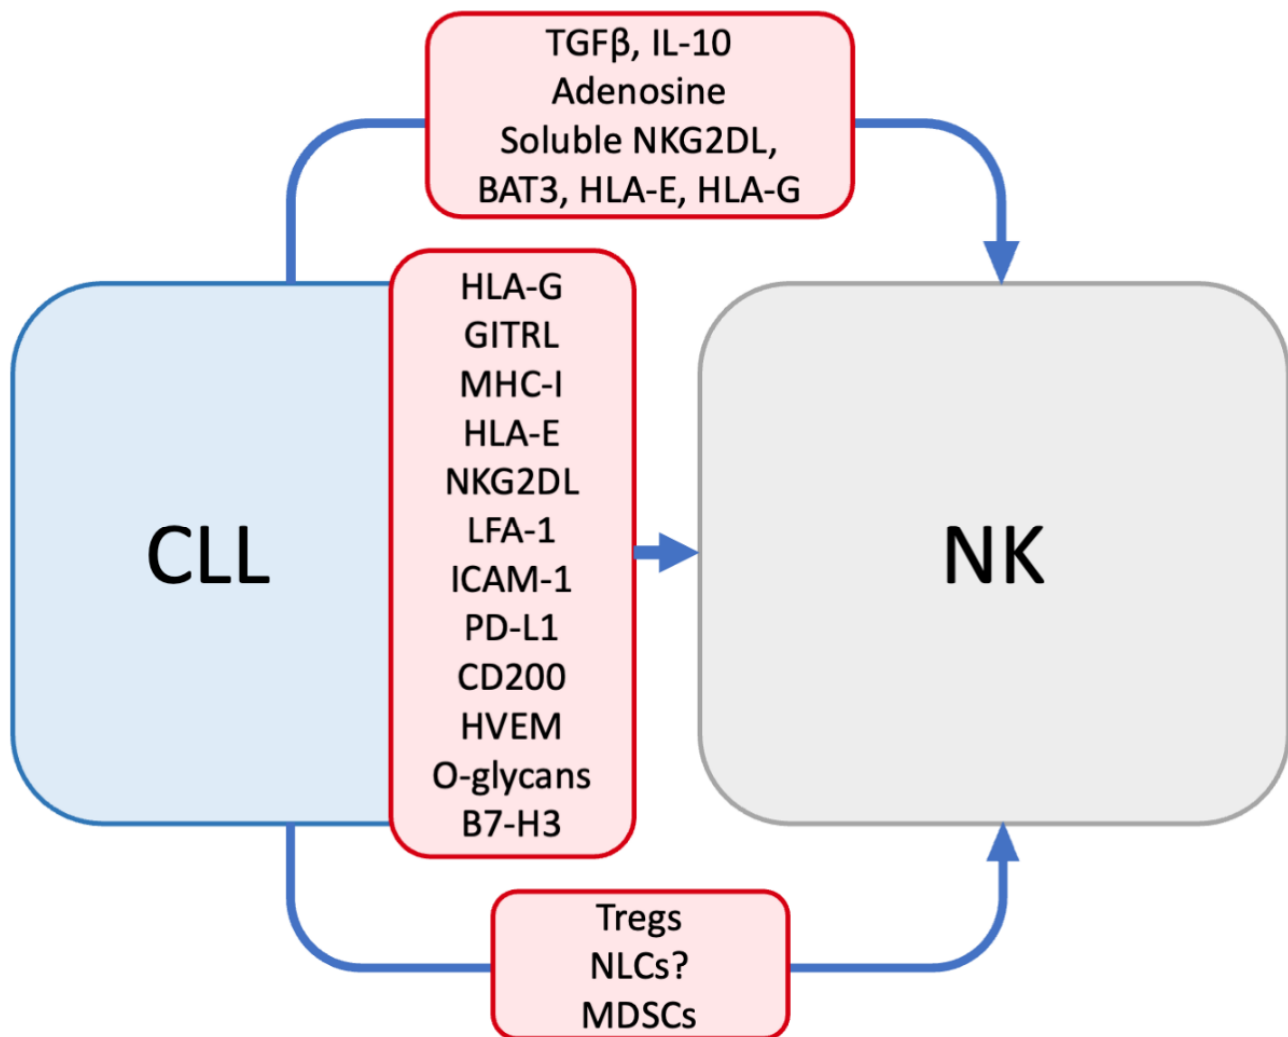 TGFβ, IL-10
Adenosine
Soluble NKG2DL,
BAT3, HLA-E, HLA-G
HLA-G
GITRL
MHC-I
HLA-E
NKG2DL
LFA-1
ICAM-1
PD-L1
CD200
HVEM
O-glycans
B7-H3
CLL
NK
Tregs
NLCs?
MDSCs